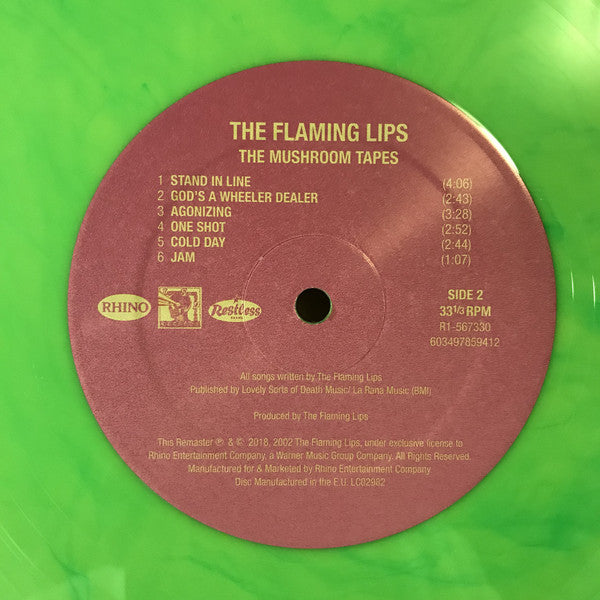 THE FLAMING LIPS
THE MUSHROOM TAPES
1 STAND IN LINE (4:06)
2 GOD'S A WHEELER DEALER (2:43)
3 AGONIZING (3:28)
4 ONE SHOT (2:52)
5 COLD DAY (2:44)
6 JAM (1:07)
RHINO
Restless
SIDE 2
33 1/3 RPM
R1-567330
603497859412
All songs written by The Flaming Lips
Published by Lovely Sorts of Death Music/ La Rana Music (BMI)
Produced by The Flaming Lips
This Remaster ℗ & ©. 2018, 2002 The Flaming Lips, under exclusive license to
Rhino Entertainment Company, a Warner Music Group Company. All Rights Reserved.
Manufactured for & Marketed by Rhino Entertainment Company
Disc Manufactured in the E.U. LC02982